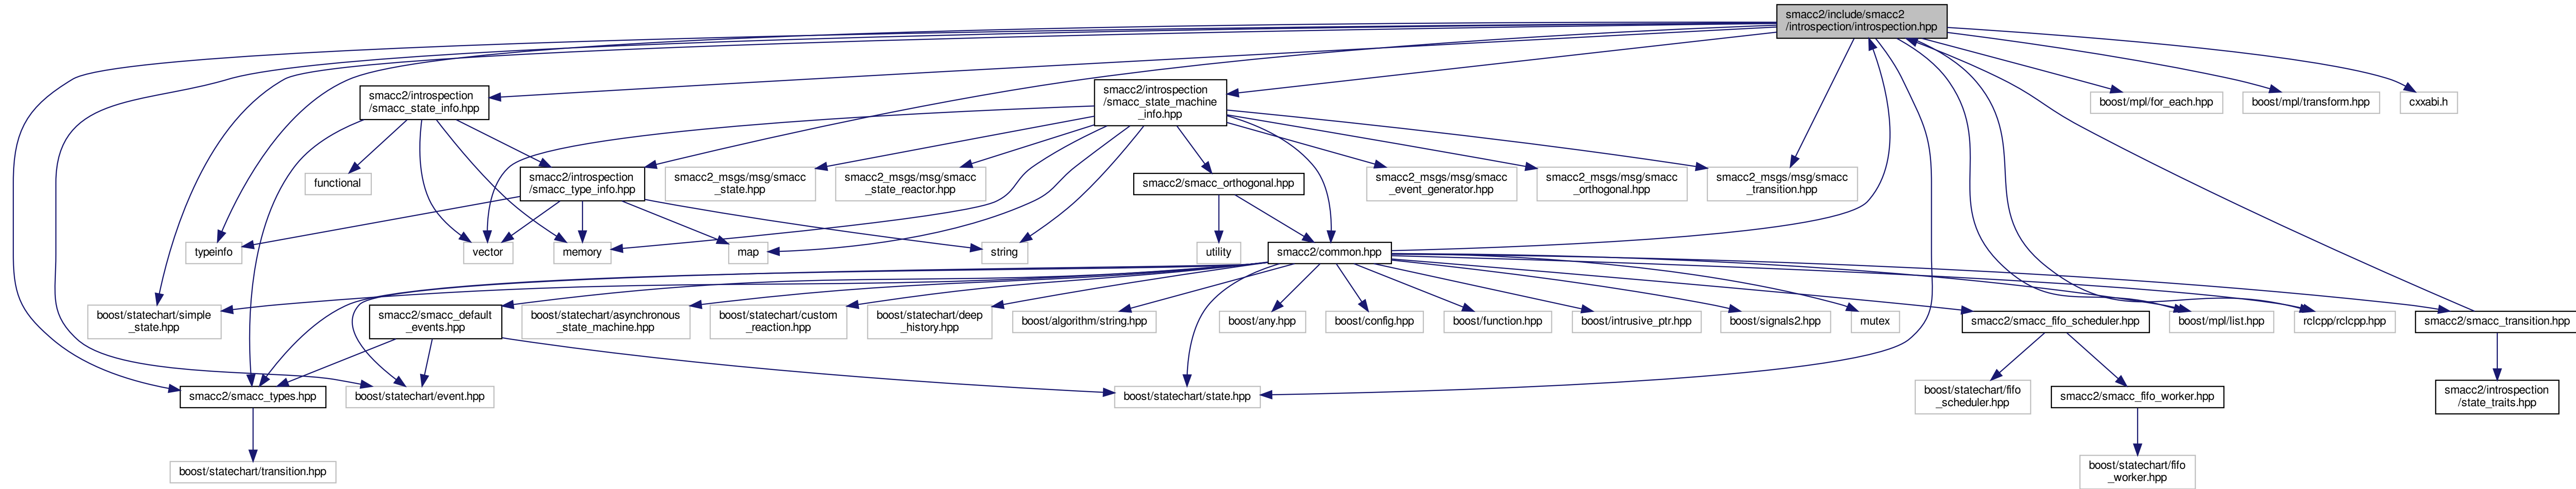 smacc2/include/smacc2
/introspection/introspection.hpp
smacc2/introspection
/smacc_state_info.hpp
smacc2/introspection
/smacc_state_machine
_info.hpp
boost/mpl/for_each.hpp
boost/mpl/transform.hpp
cxxabi.h
functional
smacc2/introspection
/smacc_type_info.hpp
smacc2_msgs/msg/smacc
_state.hpp
smacc2_msgs/msg/smacc
_state_reactor.hpp
smacc2/smacc_orthogonal.hpp
smacc2_msgs/msg/smacc
_event_generator.hpp
smacc2_msgs/msg/smacc
_orthogonal.hpp
smacc2_msgs/msg/smacc
_transition.hpp
typeinfo
vector
memory
map
string
utility
smacc2/common.hpp
boost/statechart/simple
_state.hpp
smacc2/smacc_default
_events.hpp
boost/statechart/asynchronous
_state_machine.hpp
boost/statechart/custom
_reaction.hpp
boost/statechart/deep
_history.hpp
boost/algorithm/string.hpp
boost/any.hpp
boost/config.hpp
boost/function.hpp
boost/intrusive_ptr.hpp
boost/signals2.hpp
mutex
smacc2/smacc_fifo_scheduler.hpp
boost/mpl/list.hpp
rclcpp/rclcpp.hpp
smacc2/smacc_transition.hpp
smacc2/smacc_types.hpp
boost/statechart/event.hpp
boost/statechart/state.hpp
boost/statechart/fifo
_scheduler.hpp
smacc2/smacc_fifo_worker.hpp
smacc2/introspection
/state_traits.hpp
boost/statechart/transition.hpp
boost/statechart/fifo
_worker.hpp